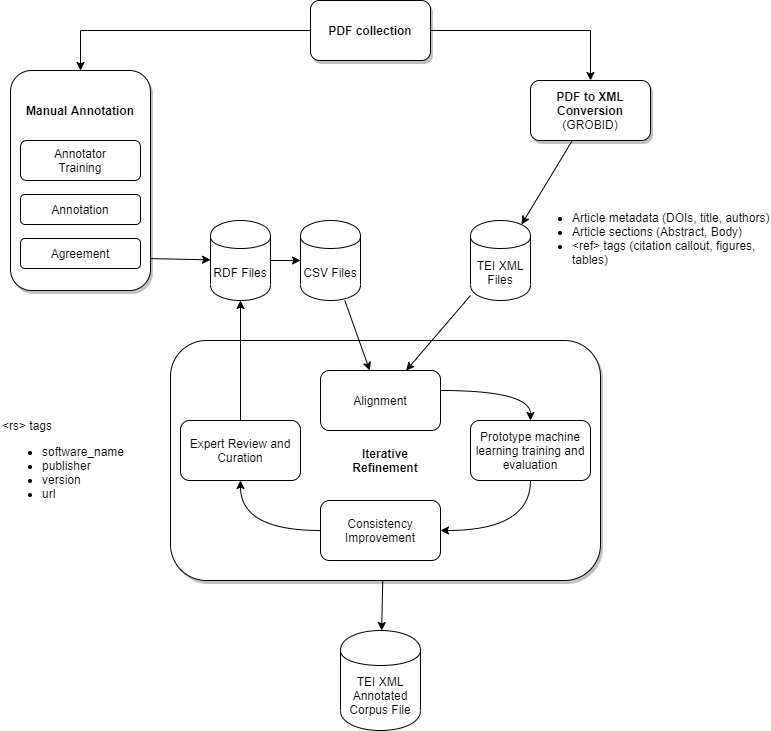 PDF collection
Manual Annotation
Annotator
Training
Annotation
Agreement
PDF to XML
Conversion
(GROBID)
Article metadata (DOIs, title, authors)
Article sections (Abstract, Body)
<ref> tags (citation callout, figures,
tables)
RDF Files
CSV Files
TEI XML
Files
Alignment
<rs> tags
software_name
publisher
version
url
Expert Review and
Curation
Iterative
Refinement
Prototype machine
learning training and
evaluation
Consistency
Improvement
TEI XML
Annotated
Corpus File